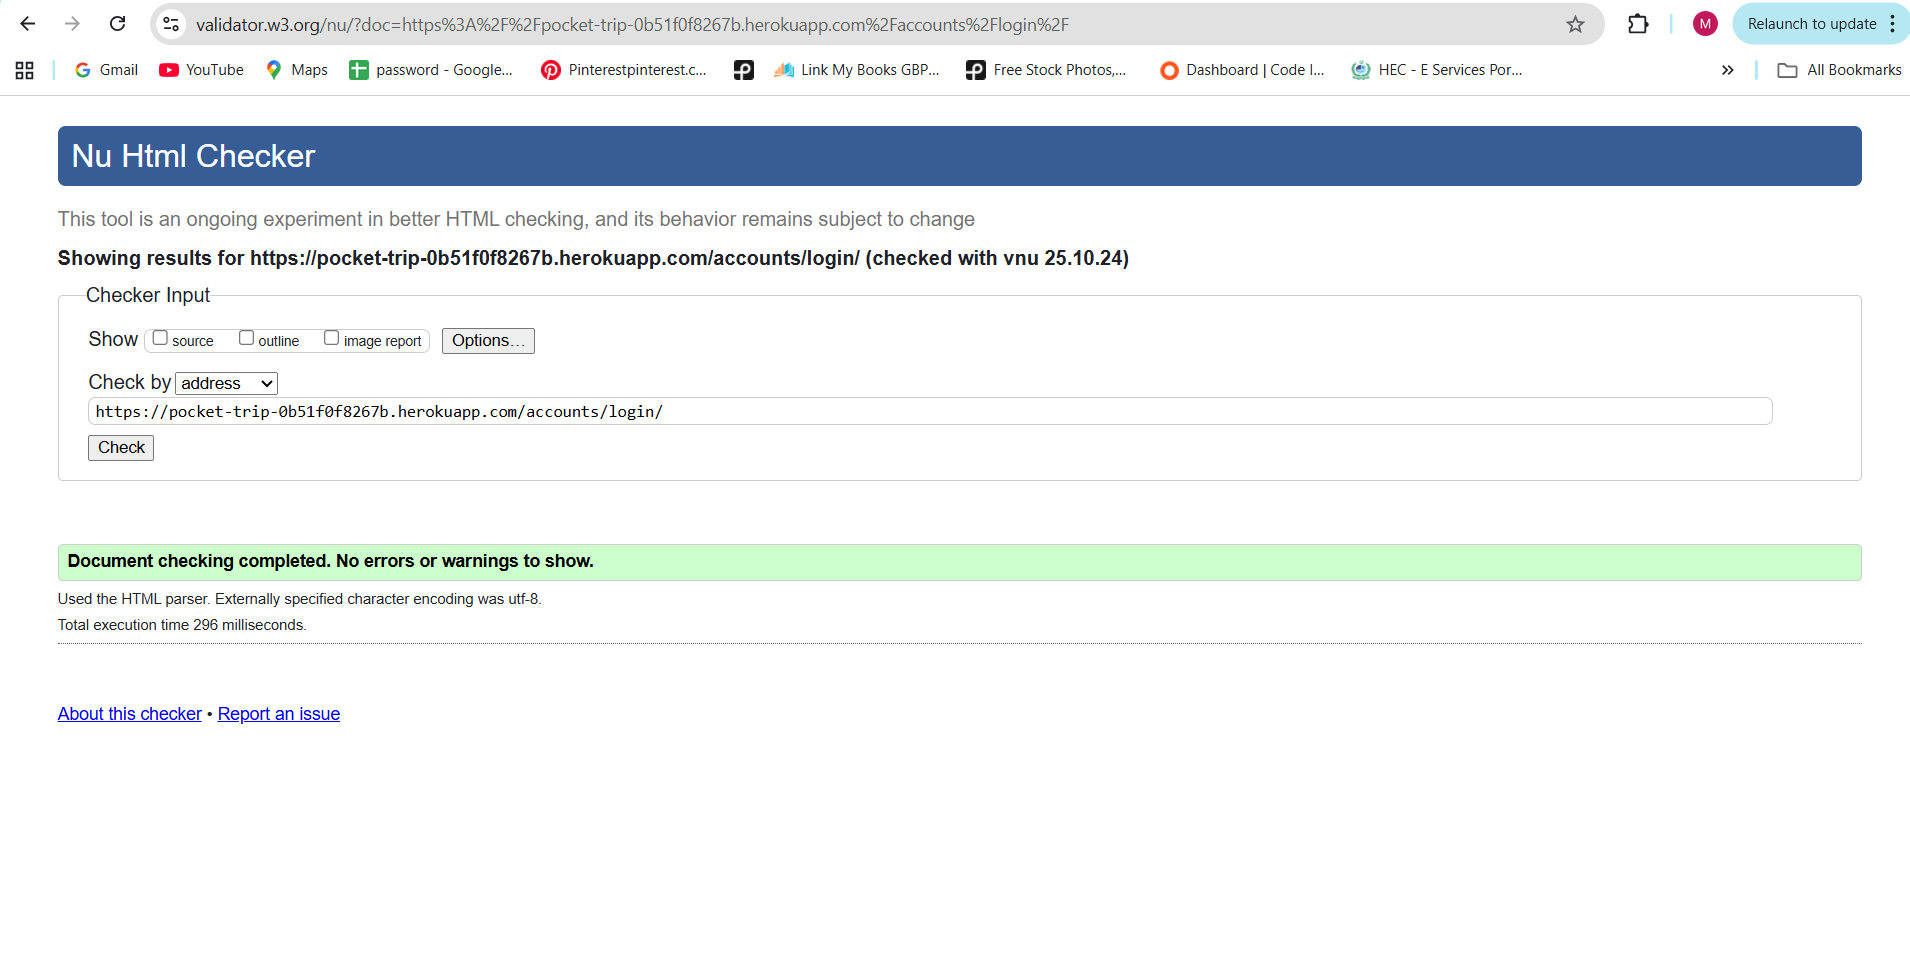 validator.w3.org/nu/?doc=https%3A%2F%2Fpocket-trip-0b51f0f8267b.herokuapp.com%2Faccounts%2Flogin%2F
M
Relaunch to update
Gmail
YouTube
Maps
password - Google...
Pinterestpinterest.c...
Link My Books GBP...
Free Stock Photos,...
Dashboard | Code I...
HEC - E Services Por...
»
All Bookmarks
Nu Html Checker
This tool is an ongoing experiment in better HTML checking, and its behavior remains subject to change
Showing results for https://pocket-trip-0b51f0f8267b.herokuapp.com/accounts/login/ (checked with vnu 25.10.24)
Checker Input
Show source outline image report Options...
Check by address
https://pocket-trip-0b51f0f8267b.herokuapp.com/accounts/login/
Check
Document checking completed. No errors or warnings to show.
Used the HTML parser. Externally specified character encoding was utf-8.
Total execution time 296 milliseconds.
About this checker • Report an issue